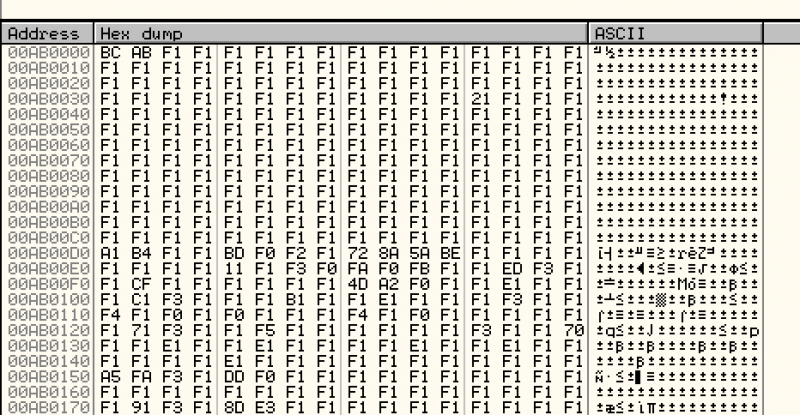 Address Hex dump ASCII
00AB0000 BC AB F1 F1 F1 F1 F1 F1 F1 F1 F1 F1 F1 F1 F1 F1 ╝½±±±±±±±±±±±±±±
00AB0010 F1 F1 F1 F1 F1 F1 F1 F1 F1 F1 F1 F1 F1 F1 F1 F1 ±±±±±±±±±±±±±±±±
00AB0020 F1 F1 F1 F1 F1 F1 F1 F1 F1 F1 F1 F1 F1 F1 F1 F1 ±±±±±±±±±±±±±±±±
00AB0030 F1 F1 F1 F1 F1 F1 F1 F1 F1 F1 F1 F1 21 F1 F1 F1 ±±±±±±±±±±±±!±±±
00AB0040 F1 F1 F1 F1 F1 F1 F1 F1 F1 F1 F1 F1 F1 F1 F1 F1 ±±±±±±±±±±±±±±±±
00AB0050 F1 F1 F1 F1 F1 F1 F1 F1 F1 F1 F1 F1 F1 F1 F1 F1 ±±±±±±±±±±±±±±±±
00AB0060 F1 F1 F1 F1 F1 F1 F1 F1 F1 F1 F1 F1 F1 F1 F1 F1 ±±±±±±±±±±±±±±±±
00AB0070 F1 F1 F1 F1 F1 F1 F1 F1 F1 F1 F1 F1 F1 F1 F1 F1 ±±±±±±±±±±±±±±±±
00AB0080 F1 F1 F1 F1 F1 F1 F1 F1 F1 F1 F1 F1 F1 F1 F1 F1 ±±±±±±±±±±±±±±±±
00AB0090 F1 F1 F1 F1 F1 F1 F1 F1 F1 F1 F1 F1 F1 F1 F1 F1 ±±±±±±±±±±±±±±±±
00AB00A0 F1 F1 F1 F1 F1 F1 F1 F1 F1 F1 F1 F1 F1 F1 F1 F1 ±±±±±±±±±±±±±±±±
00AB00B0 F1 F1 F1 F1 F1 F1 F1 F1 F1 F1 F1 F1 F1 F1 F1 F1 ±±±±±±±±±±±±±±±±
00AB00C0 F1 F1 F1 F1 F1 F1 F1 F1 F1 F1 F1 F1 F1 F1 F1 F1 ±±±±±±±±±±±±±±±±
00AB00D0 A1 B4 F1 F1 BD F0 F2 F1 72 8A 5A BE F1 F1 F1 F1 í┤±±╜≡≥±rèZ╛±±±±
00AB00E0 F1 F1 F1 F1 11 F1 F3 F0 FA F0 FB F1 F1 ED F3 F1 ±±±±◄±≤≡·≡√±±φ≤±
00AB00F0 F1 CF F1 F1 F1 F1 F1 F1 4D A2 F0 F1 F1 E1 F1 F1 ±╧±±±±±±Mó≡±±ß±±
00AB0100 F1 C1 F3 F1 F1 F1 B1 F1 F1 E1 F1 F1 F1 F3 F1 F1 ±┴≤±±±▒±±ß±±±≤±±
00AB0110 F4 F1 F0 F1 F0 F1 F1 F1 F4 F1 F0 F1 F1 F1 F1 F1 ⌠±≡±≡±±±⌠±≡±±±±±
00AB0120 F1 71 F3 F1 F1 F5 F1 F1 F1 F1 F1 F1 F3 F1 F1 70 ±q≤±±⌡±±±±±±≤±±p
00AB0130 F1 F1 E1 F1 F1 E1 F1 F1 F1 F1 E1 F1 F1 E1 F1 F1 ±±ß±±ß±±±±ß±±ß±±
00AB0140 F1 F1 F1 F1 E1 F1 F1 F1 F1 F1 F1 F1 F1 F1 F1 F1 ±±±±ß±±±±±±±±±±±
00AB0150 A5 FA F3 F1 DD F0 F1 F1 F1 F1 F1 F1 F1 F1 F1 F1 Ñ·≤±▌≡±±±±±±±±±±
00AB0160 F1 F1 F1 F1 F1 F1 F1 F1 F1 F1 F1 F1 F1 F1 F1 F1 ±±±±±±±±±±±±±±±±
00AB0170 F1 91 F3 F1 8D E3 F1 F1 F1 F1 F1 F1 F1 F1 F1 F1 ±æ≤±ìπ±±±±±±±±±±